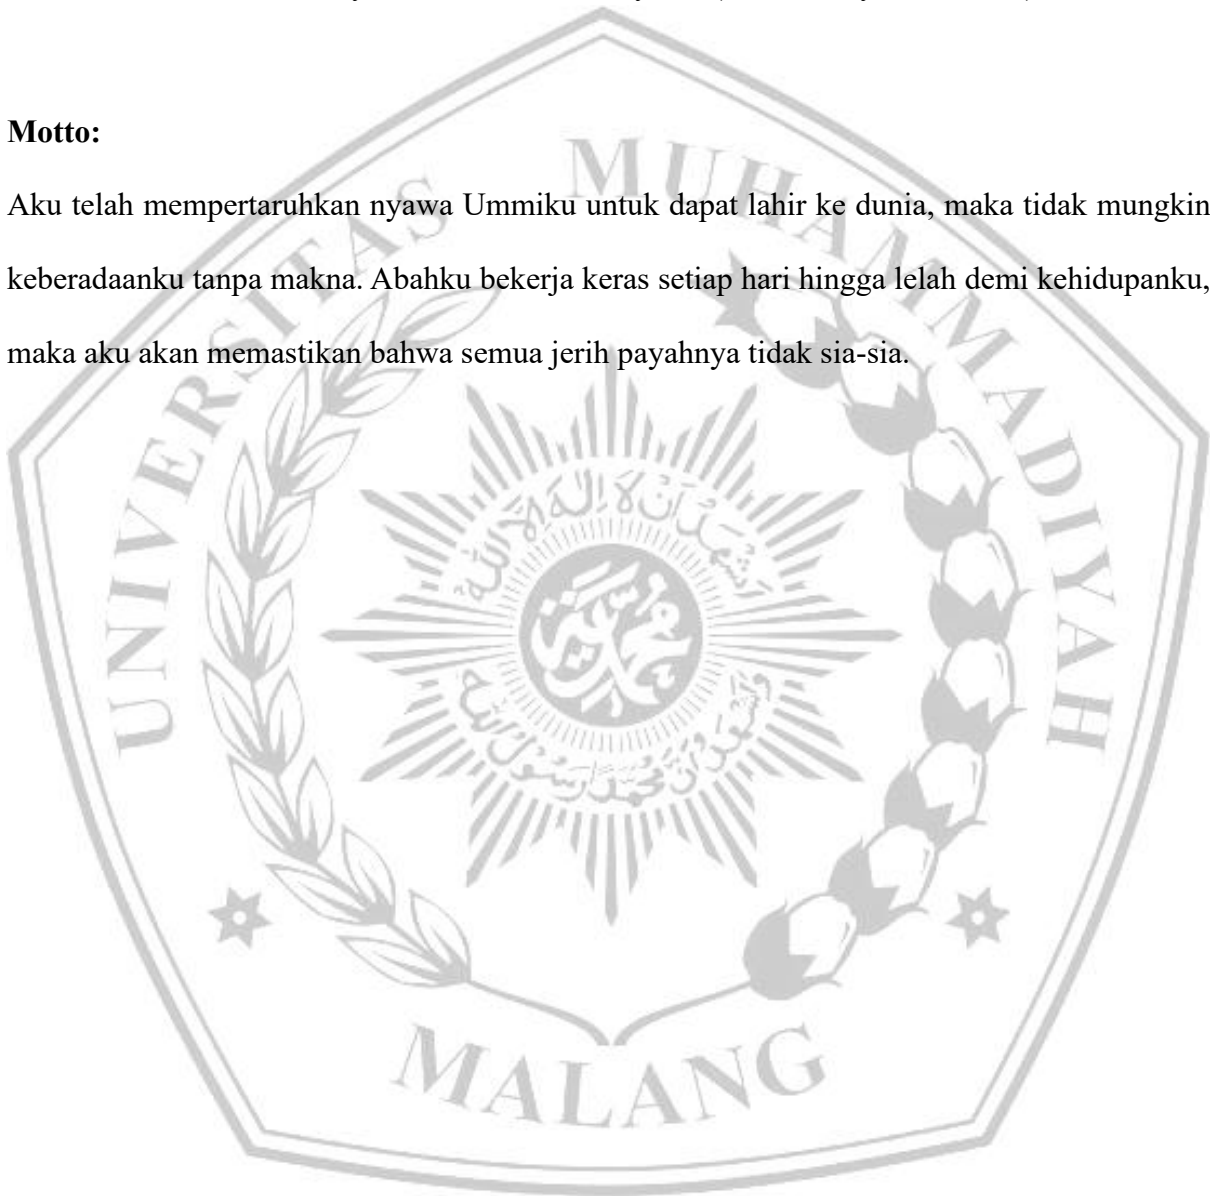 Motto:
Aku telah mempertaruhkan nyawa Ummiku untuk dapat lahir ke dunia, maka tidak mungkin
keberadaanku tanpa makna. Abahku bekerja keras setiap hari hingga lelah demi kehidupanku,
maka aku akan memastikan bahwa semua jerih payahnya tidak sia-sia.
UNIVERSITAS MUHAMMADIYAH
MALANG